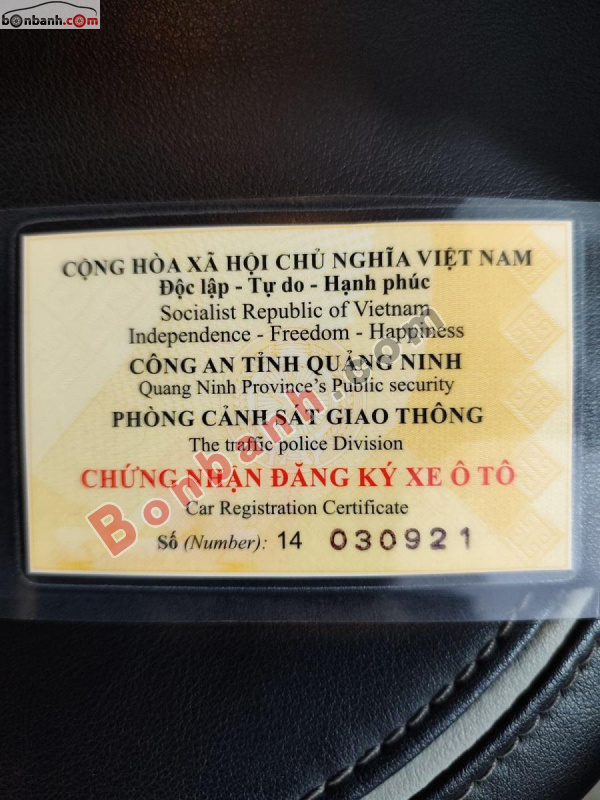 bonbanh.com
CỘNG HÒA XÃ HỘI CHỦ NGHĨA VIỆT NAM
Độc lập - Tự do - Hạnh phúc
Socialist Republic of Vietnam
Independence - Freedom - Happiness
CÔNG AN TỈNH QUẢNG NINH
Quang Ninh Province's Public security
PHÒNG CẢNH SÁT GIAO THÔNG
The traffic police Division
CHỨNG NHẬN ĐĂNG KÝ XE Ô TÔ
Car Registration Certificate
Số (Number): 14 030921
Bonbanh.com